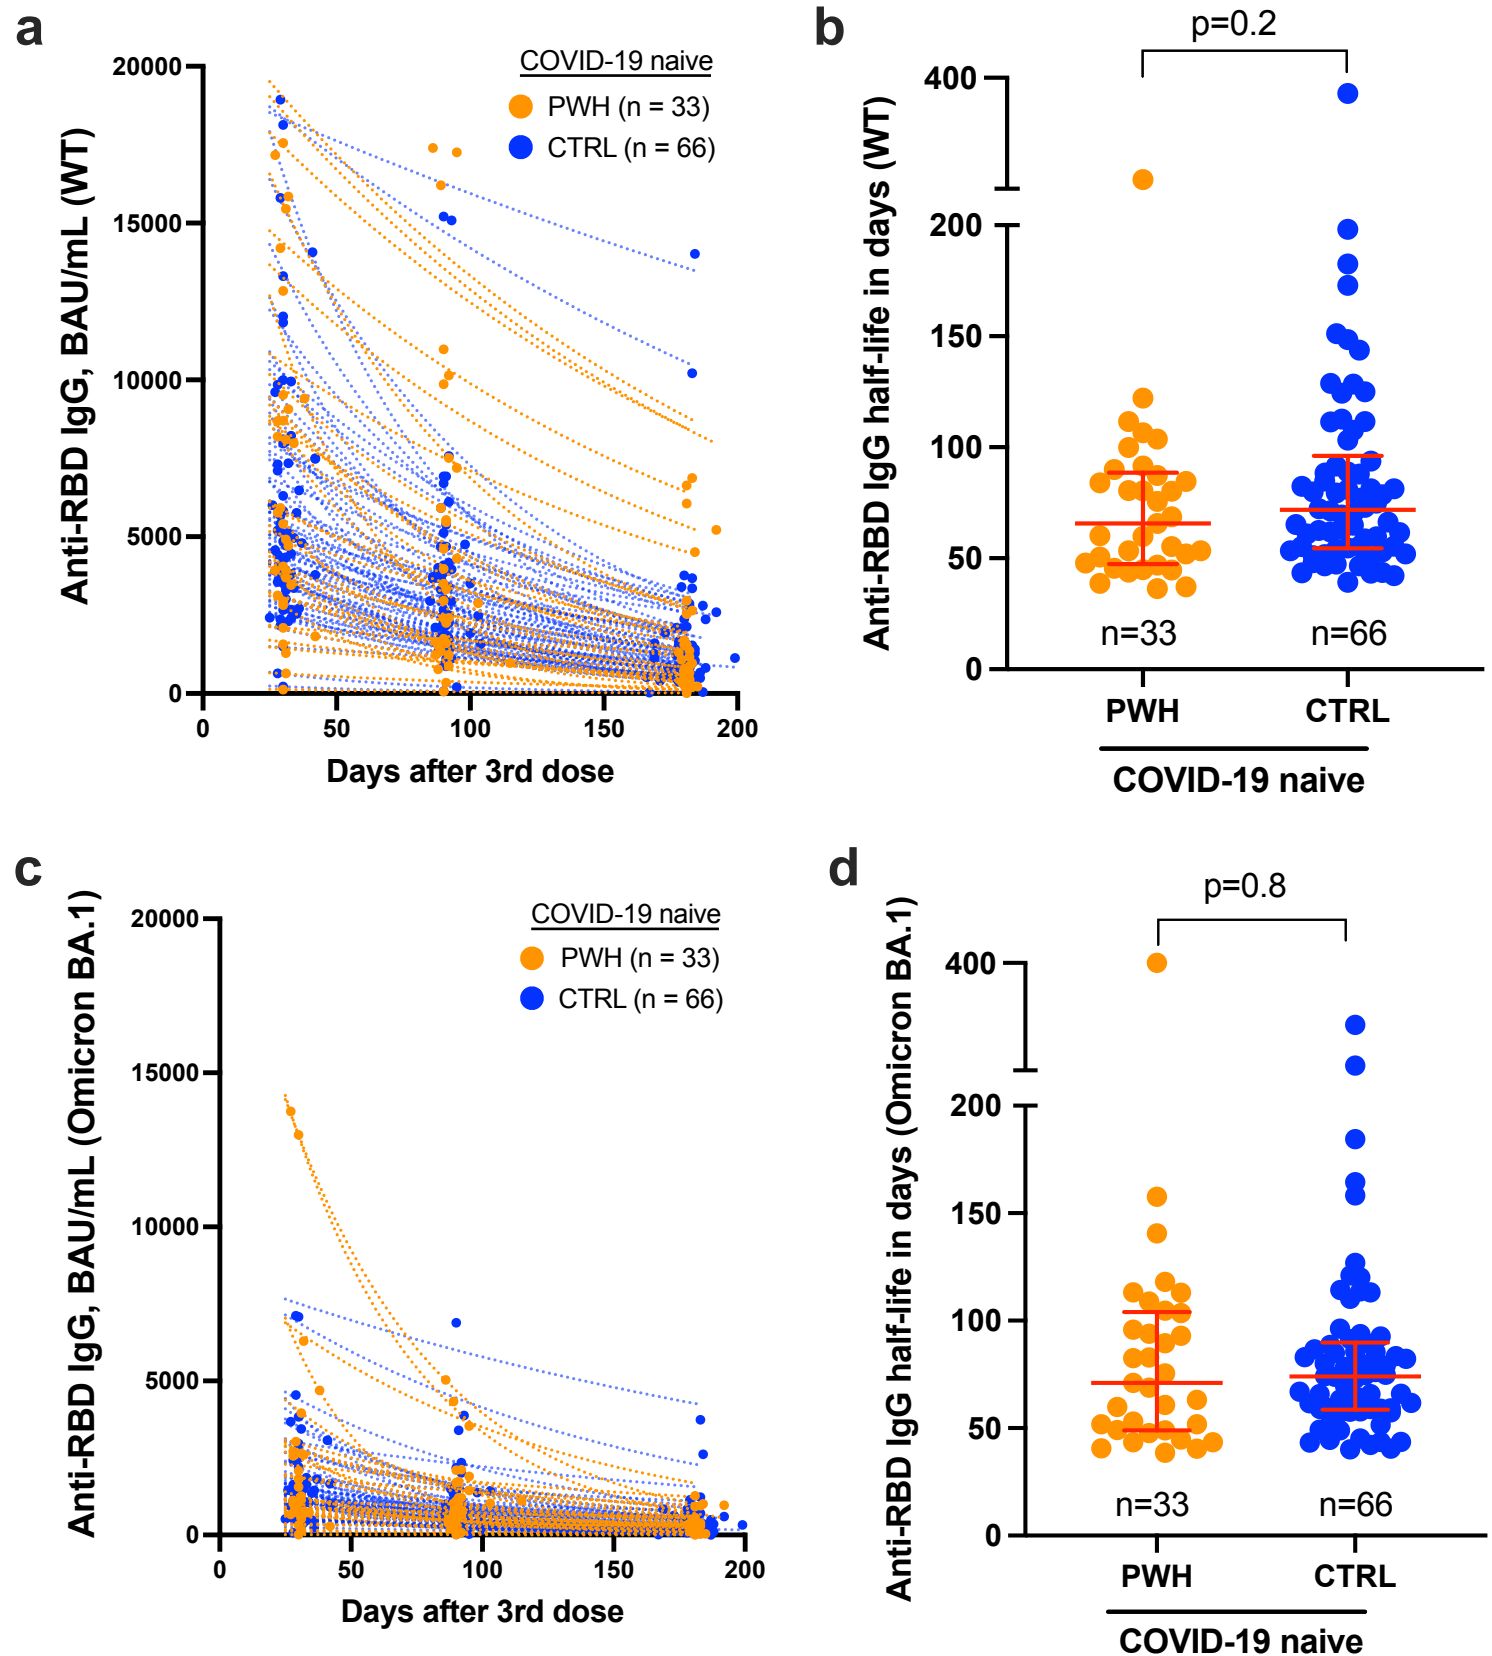 a
COVID-19 naive
PWH (n = 33)
CTRL (n = 66)
Anti-RBD IgG, BAU/mL (WT)
20000
15000
10000
5000
0
0 50 100 150 200
Days after 3rd dose
b
p=0.2
Anti-RBD IgG half-life in days (WT)
400
200
150
100
50
0
n=33 n=66
PWH CTRL
COVID-19 naive
c
COVID-19 naive
PWH (n = 33)
CTRL (n = 66)
Anti-RBD IgG, BAU/mL (Omicron BA.1)
20000
15000
10000
5000
0
0 50 100 150 200
Days after 3rd dose
d
p=0.8
Anti-RBD IgG half-life in days (Omicron BA.1)
400
200
150
100
50
0
n=33 n=66
PWH CTRL
COVID-19 naive